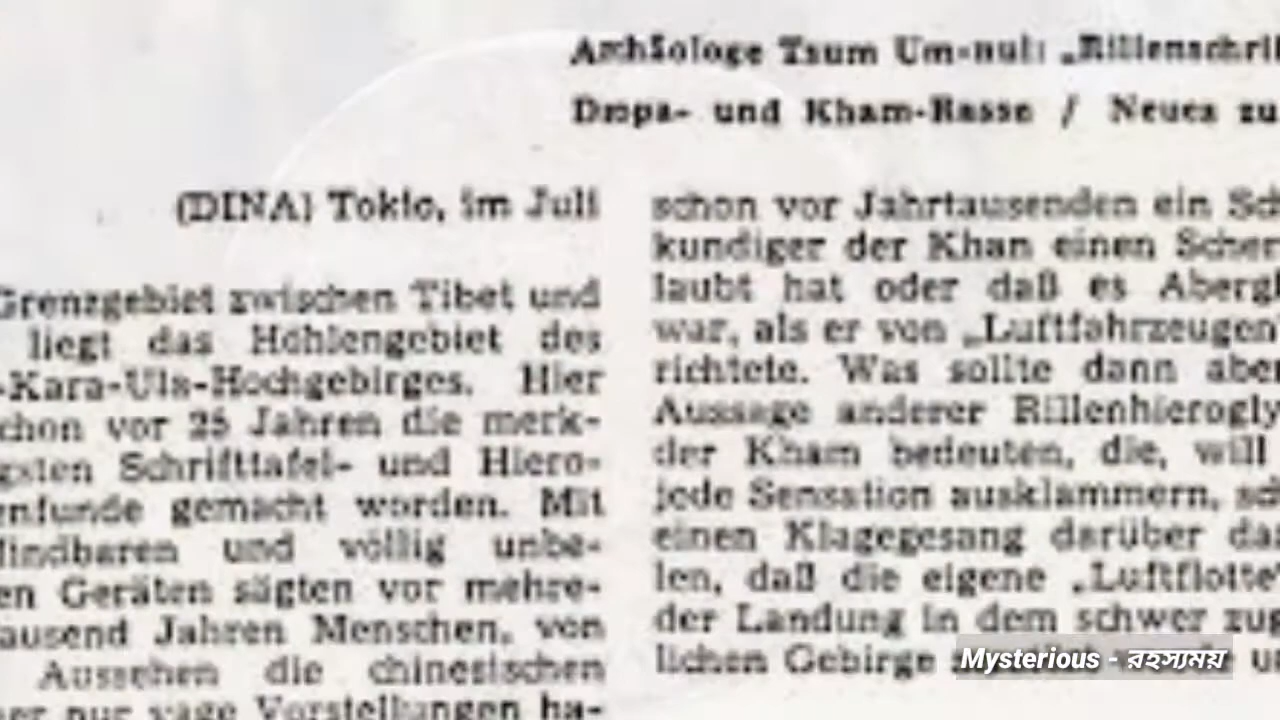 Archäologe Tsum Um-nui: „Rillenschri
Dropa- und Kham-Rasse / Neues zu
(DINA) Tokio, im Juli
Grenzgebiet zwischen Tibet und
liegt das Höhlengebiet des
-Kara-Ula-Hochgebirges. Hier
chon vor 25 Jahren die merk-
gsten Schrifttafel- und Hiero-
enfunde gemacht worden. Mit
findbaren und völlig unbe-
en Geräten sägten vor mehre-
ausend Jahren Menschen, von
Aussehen die chinesischen
er nur vage Vorstellungen ha-
schon vor Jahrtausenden ein Sc
kundiger der Khan einen Scher
laubt hat oder daß es Abergl
war, als er von „Luftfahrzeugen
richtete. Was sollte dann aber
Aussage anderer Rillenhierogly
der Kham bedeuten, die, will
jede Sensation ausklammern, sc
einen Klagegesang darüber da
len, daß die eigene „Luftflotte"
der Landung in dem schwer zug
lichen Gebirge
Mysterious - রহস্যময়